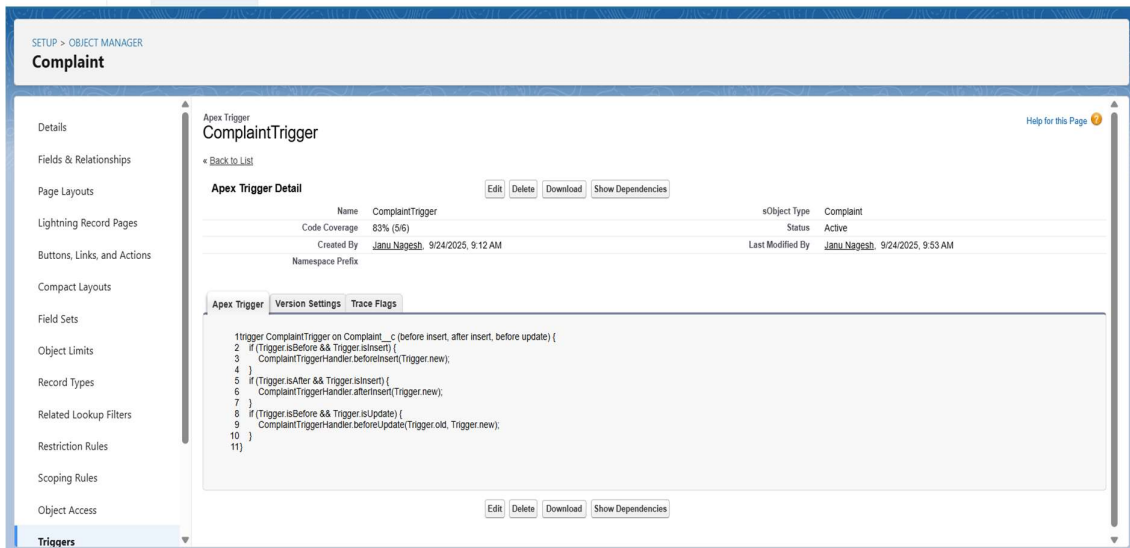 SETUP > OBJECT MANAGER
Complaint
Details
Fields & Relationships
Page Layouts
Lightning Record Pages
Buttons, Links, and Actions
Compact Layouts
Field Sets
Object Limits
Record Types
Related Lookup Filters
Restriction Rules
Scoping Rules
Object Access
Triggers
Apex Trigger
ComplaintTrigger
Help for this Page ?
« Back to List
Apex Trigger Detail Edit Delete Download Show Dependencies
Name ComplaintTrigger sObject Type Complaint
Code Coverage 83% (5/6) Status Active
Created By Janu Nagesh, 9/24/2025, 9:12 AM Last Modified By Janu Nagesh, 9/24/2025, 9:53 AM
Namespace Prefix
Apex Trigger Version Settings Trace Flags
1trigger ComplaintTrigger on Complaint__c (before insert, after insert, before update) {
2 if (Trigger.isBefore && Trigger.isInsert) {
3 ComplaintTriggerHandler.beforeInsert(Trigger.new);
4 }
5 if (Trigger.isAfter && Trigger.isInsert) {
6 ComplaintTriggerHandler.afterInsert(Trigger.new);
7 }
8 if (Trigger.isBefore && Trigger.isUpdate) {
9 ComplaintTriggerHandler.beforeUpdate(Trigger.old, Trigger.new);
10 }
11}
Edit Delete Download Show Dependencies